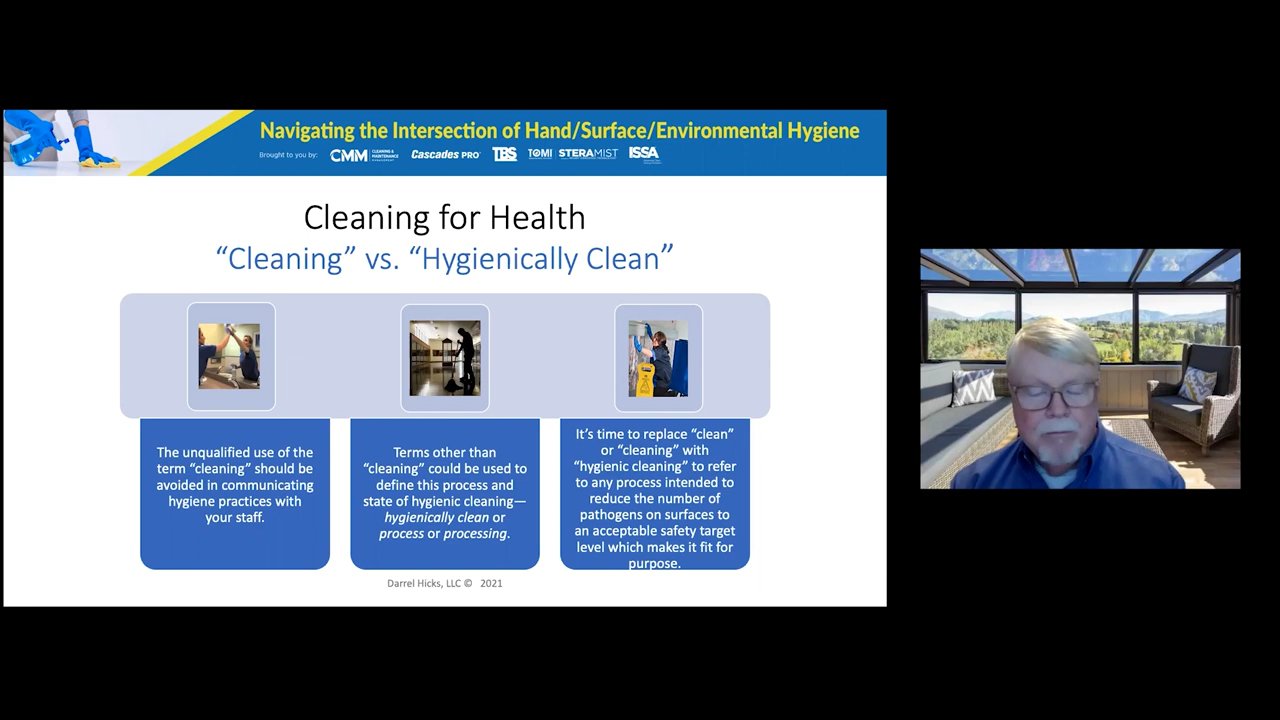 Navigating the Intersection of Hand/Surface/Environmental Hygiene
Brought to you by: CMM CLEANING & MAINTENANCE MANAGEMENT Cascades PRO TBS TOMI STERAMIST ISSA
Cleaning for Health
“Cleaning” vs. “Hygienically Clean”
The unqualified use of the
term “cleaning” should be
avoided in communicating
hygiene practices with
your staff.
Terms other than
“cleaning” could be used to
define this process and
state of hygienic cleaning—
hygienically clean or
process or processing.
It’s time to replace “clean”
or “cleaning” with
“hygienic cleaning” to refer
to any process intended to
reduce the number of
pathogens on surfaces to
an acceptable safety target
level which makes it fit for
purpose.
Darrel Hicks, LLC © 2021